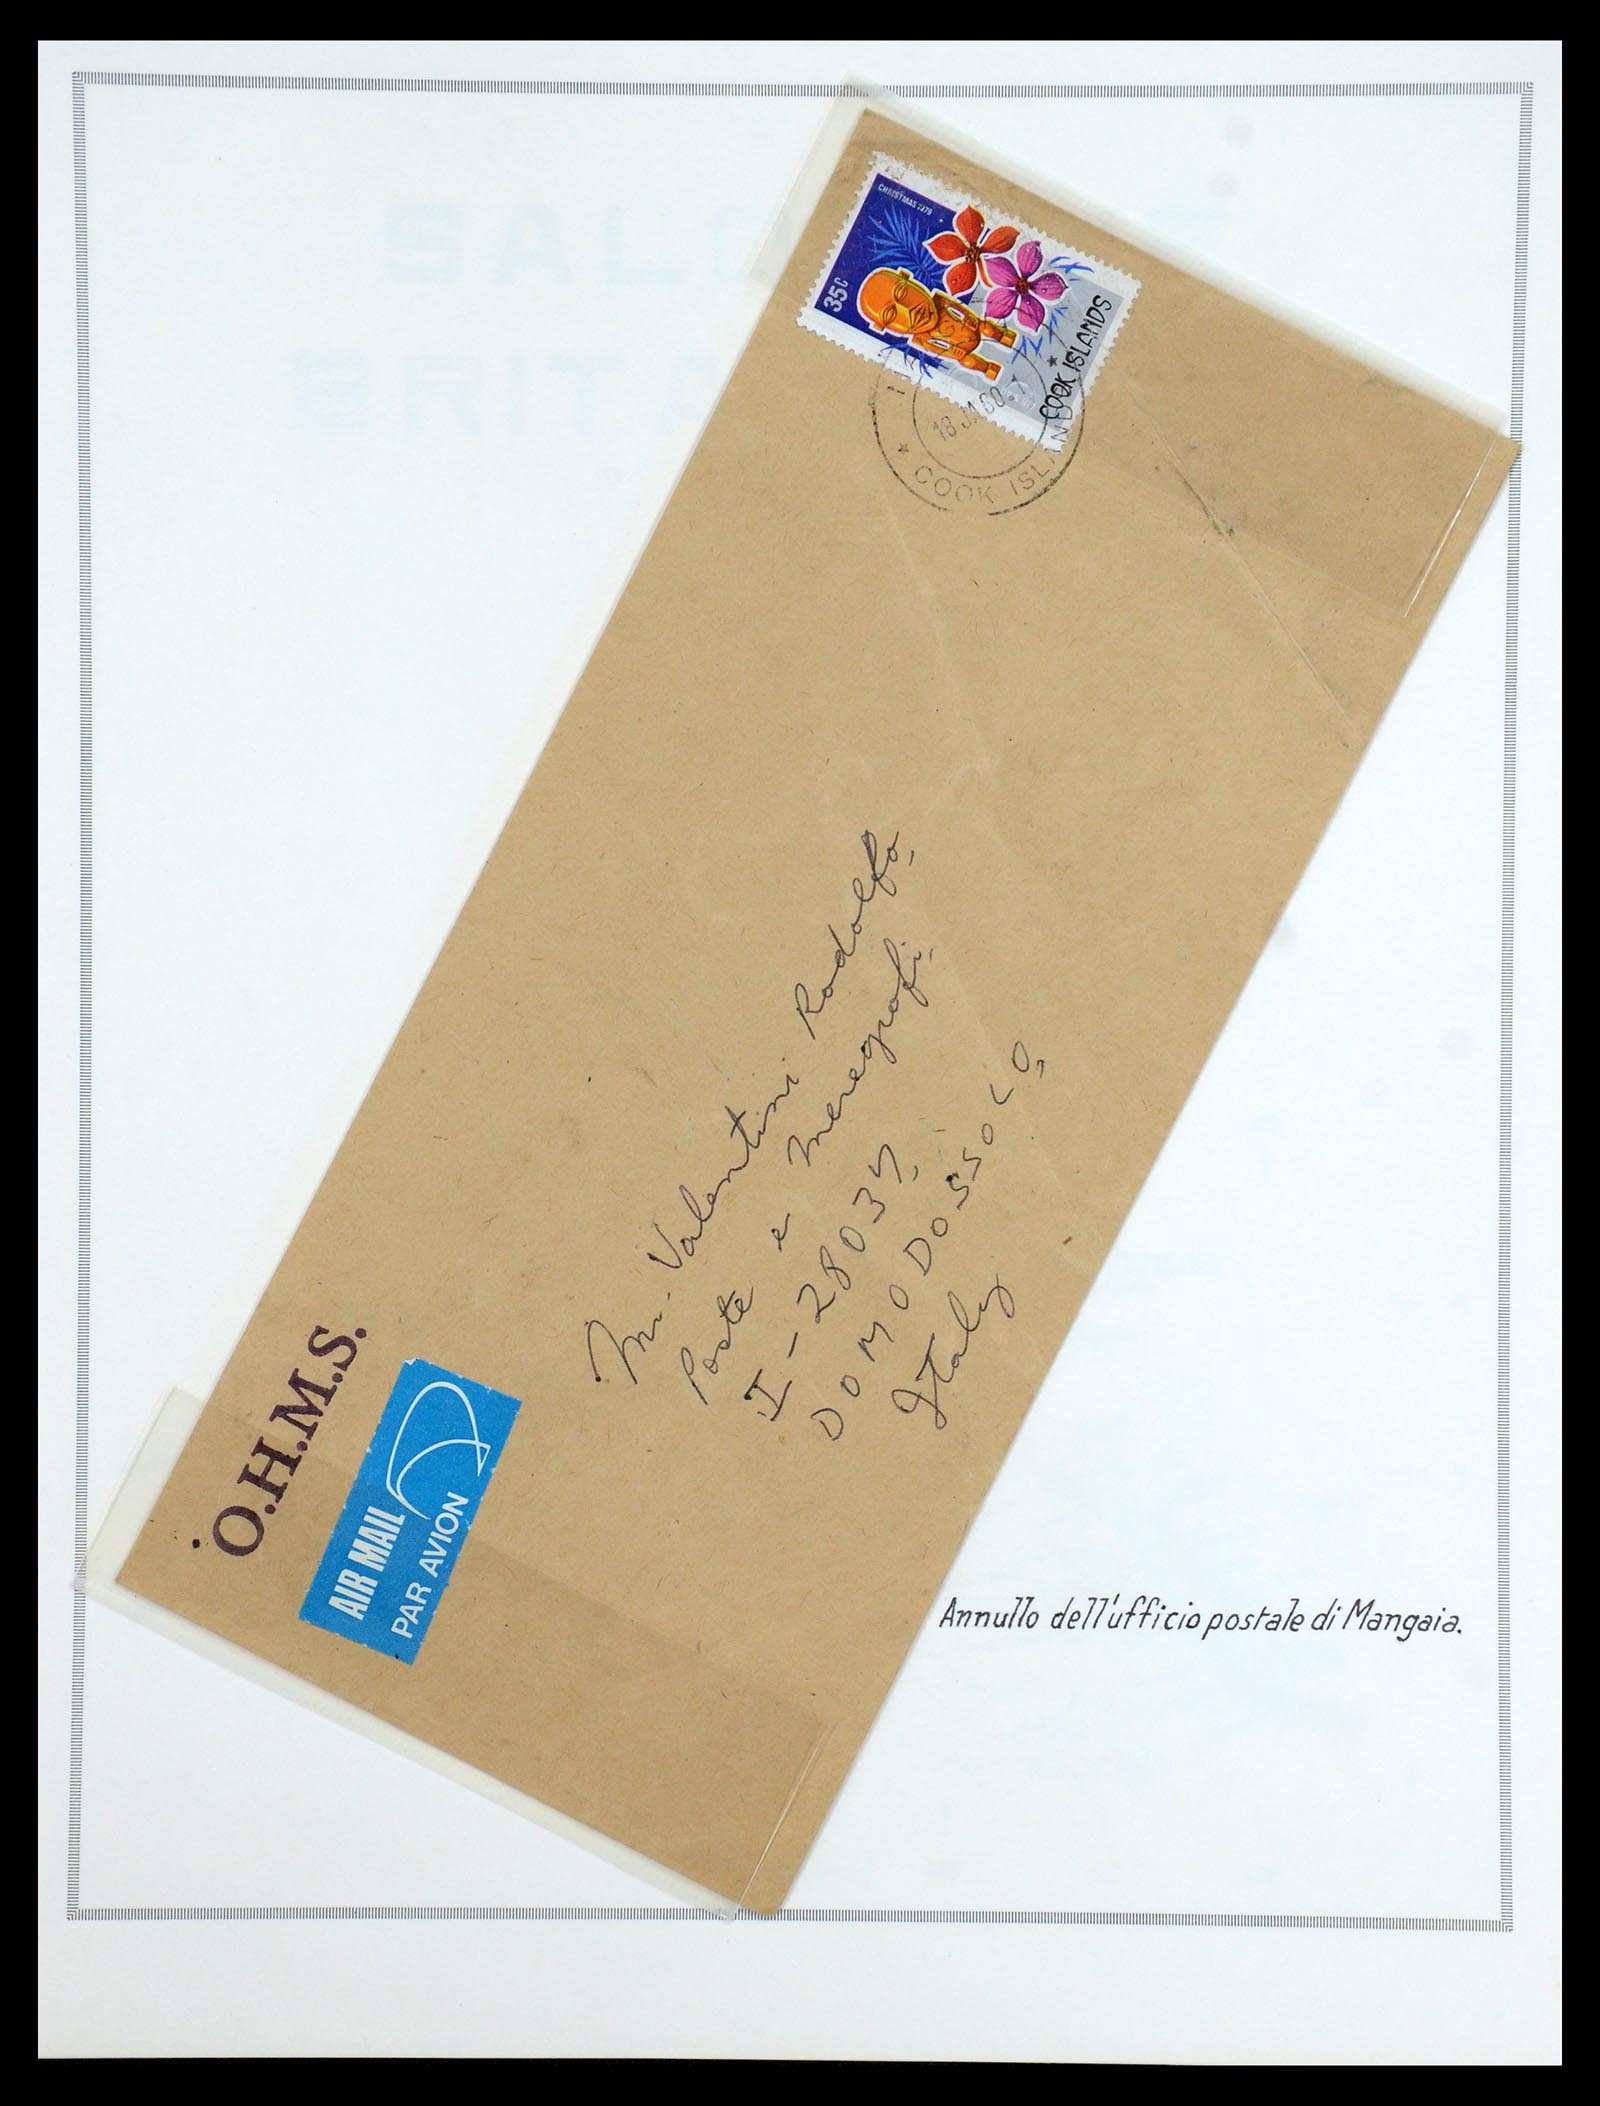 CHRISTMAS 1979
35c
COOK ISLANDS
18 JA 80
COOK ISLAN
Mr. Valentini Rodolfo,
Poste e Menegrafi,
I-28037,
DOMODOSSOLO,
Italy
O.H.M.S.
AIR MAIL
PAR AVION
Annullo dell'ufficio postale di Mangaia.